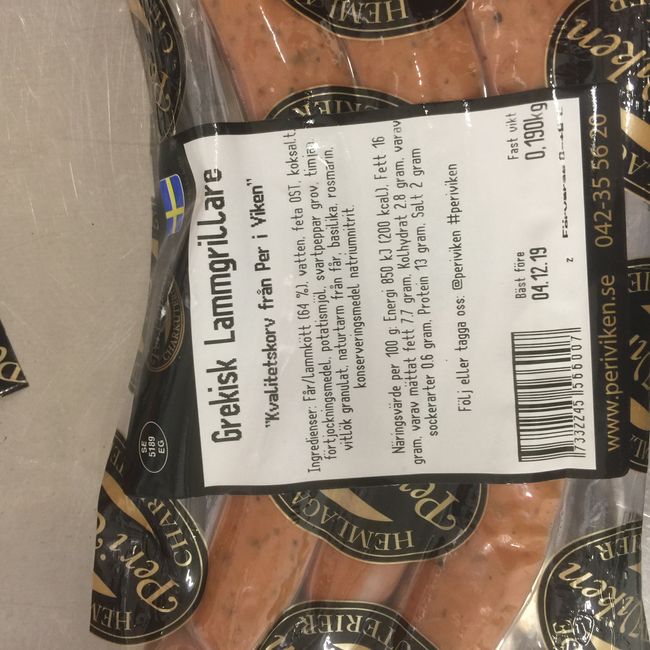 Grekisk Lammgrillare
"Kvalitetskorv från Per i Viken"
Ingredienser: Får/Lammkött (64 %), vatten, feta OST, koksalt,
förtjockningsmedel, potatismjöl, svartpeppar grov, timjan,
vitlök granulat, naturtarm från får, basilika, rosmarin,
konserveringsmedel natriumnitrit.
Näringsvärde per 100 g: Energi 850 kJ (200 kcal), Fett 16
gram, varav mättat fett 7.7 gram, Kolhydrat 2.8 gram, varav
sockerarter 0,6 gram, Protein 13 gram, Salt 2 gram
Följ eller tagga oss: @periviken #periviken
Bäst före
04.12.19
Fast vikt
0,190kg
z
7332245156607
SE
5189
EG
www.periviken.se 042-35 56 20
Peri
HEMLAGA
Viken